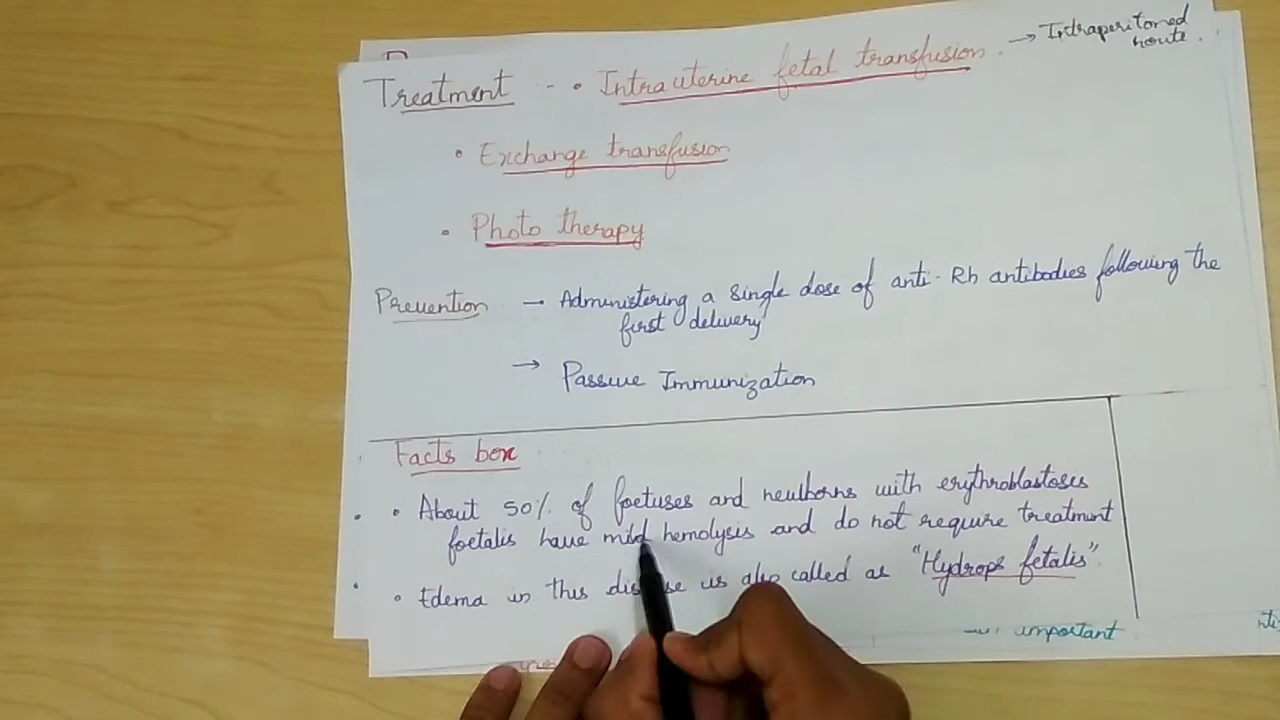 Treatment - • Intrauterine fetal transfusion. → Intraperitoneal
route.
• Exchange transfusion
• Photo therapy
Prevention → Administering a single dose of anti-Rh antibodies following the
first delivery
→ Passive Immunization
Facts box
• About 50% of foetuses and newborns with erythroblastoses
foetalis have mild hemolysis and do not require treatment
• Edema in this disease is also called as "Hydrops fetalis".
important